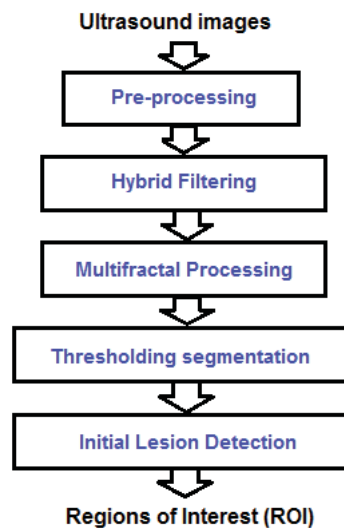 Ultrasound images
Pre-processing
Hybrid Filtering
Multifractal Processing
Thresholding segmentation
Initial Lesion Detection
Regions of Interest (ROI)